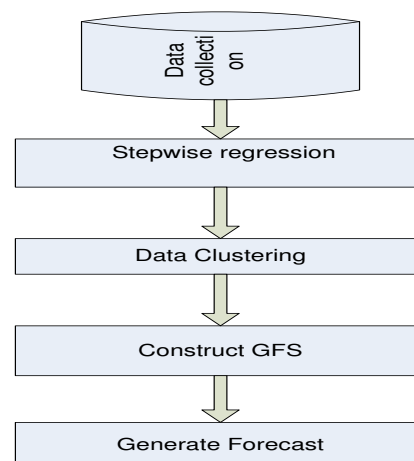 Data
collecti
on
Stepwise regression
Data Clustering
Construct GFS
Generate Forecast